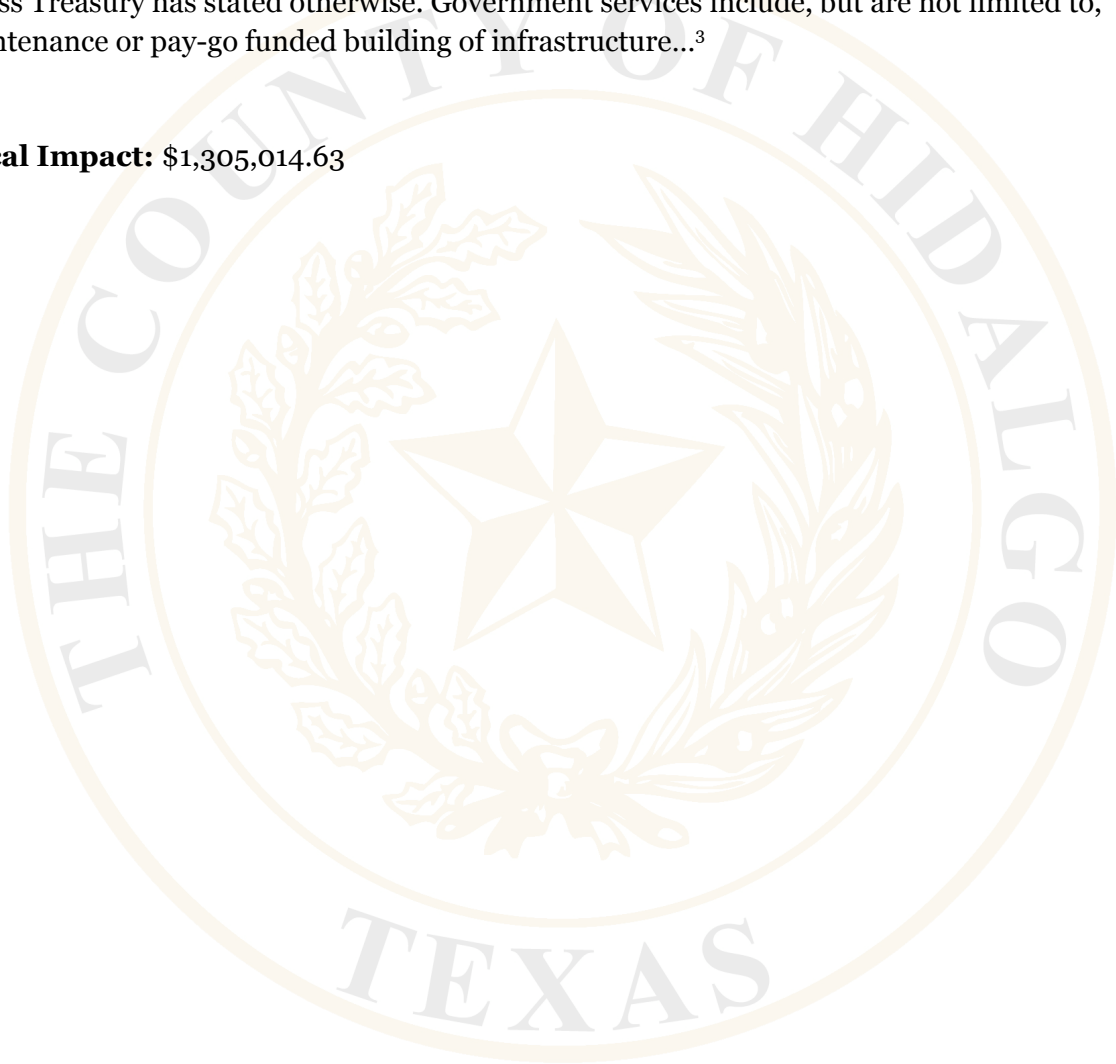 ss Treasury has stated otherwise. Government services include, but are not limited to,
ntenance or pay-go funded building of infrastructure...³
cal Impact: $1,305,014.63
THE COUNTY OF HIDALGO
TEXAS